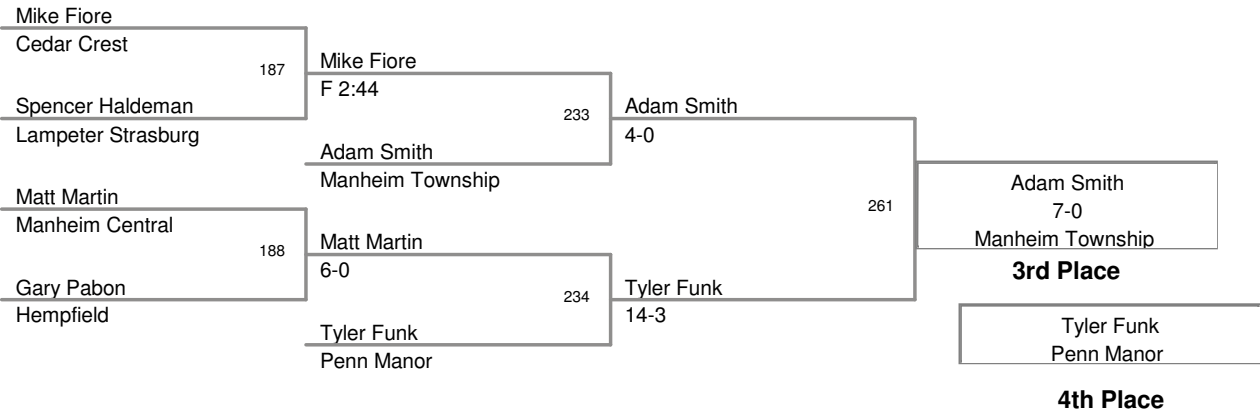 Mike Fiore
Cedar Crest
187
Mike Fiore
F 2:44
Spencer Haldeman
Lampeter Strasburg
233
Adam Smith
4-0
Adam Smith
Manheim Township
Matt Martin
Manheim Central
188
Matt Martin
6-0
Gary Pabon
Hempfield
234
Tyler Funk
14-3
Tyler Funk
Penn Manor
261
Adam Smith
7-0
Manheim Township
3rd Place
Tyler Funk
Penn Manor
4th Place